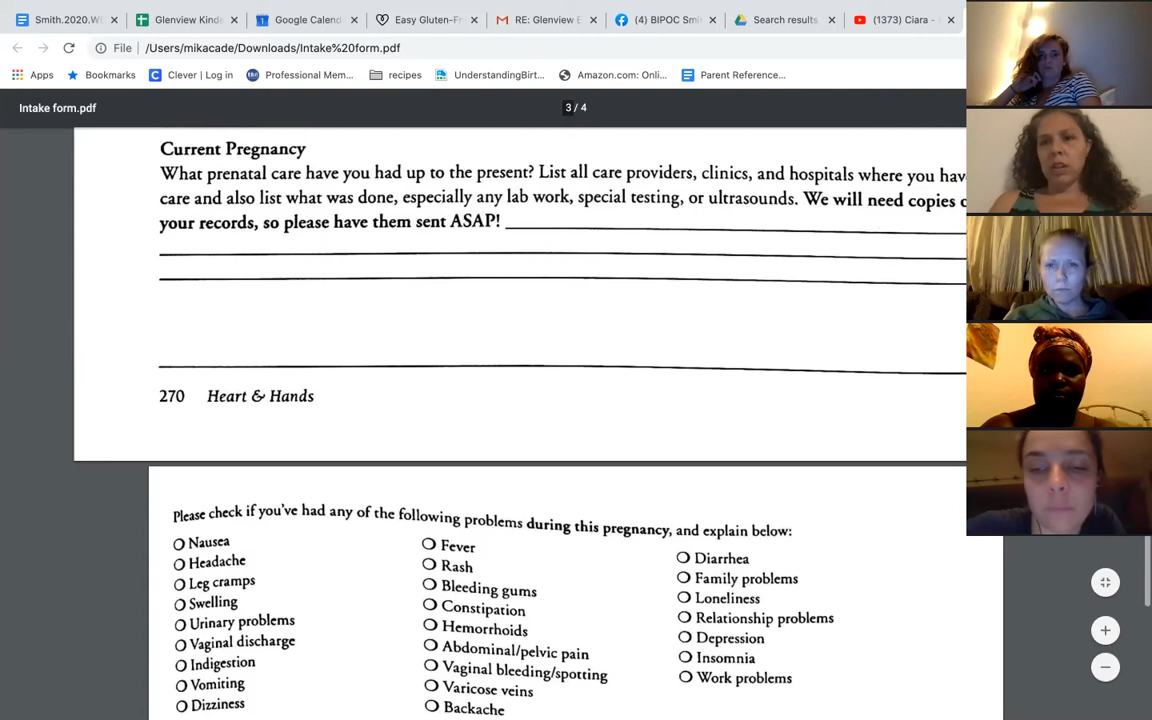 Smith.2020.Wi
Glenview Kind
Google Calend
Easy Gluten-Fr
RE: Glenview E
(4) BIPOC Smi
Search results
(1373) Ciara -
File
/Users/mikacade/Downloads/Intake%20form.pdf
Apps
Bookmarks
Clever | Log in
Professional Mem...
recipes
UnderstandingBirt...
Amazon.com: Onli...
Parent Reference...
Intake form.pdf
3 / 4
Current Pregnancy
What prenatal care have you had up to the present? List all care providers, clinics, and hospitals where you hav
care and also list what was done, especially any lab work, special testing, or ultrasounds. We will need copies o
your records, so please have them sent ASAP!
270 Heart & Hands
Please check if you've had any of the following problems during this pregnancy, and explain below:
Nausea
Headache
Leg cramps
Swelling
Urinary problems
Vaginal discharge
Indigestion
Vomiting
Dizziness
Fever
Rash
Bleeding gums
Constipation
Hemorrhoids
Abdominal/pelvic pain
Vaginal bleeding/spotting
Varicose veins
Backache
Diarrhea
Family problems
Loneliness
Relationship problems
Depression
Insomnia
Work problems